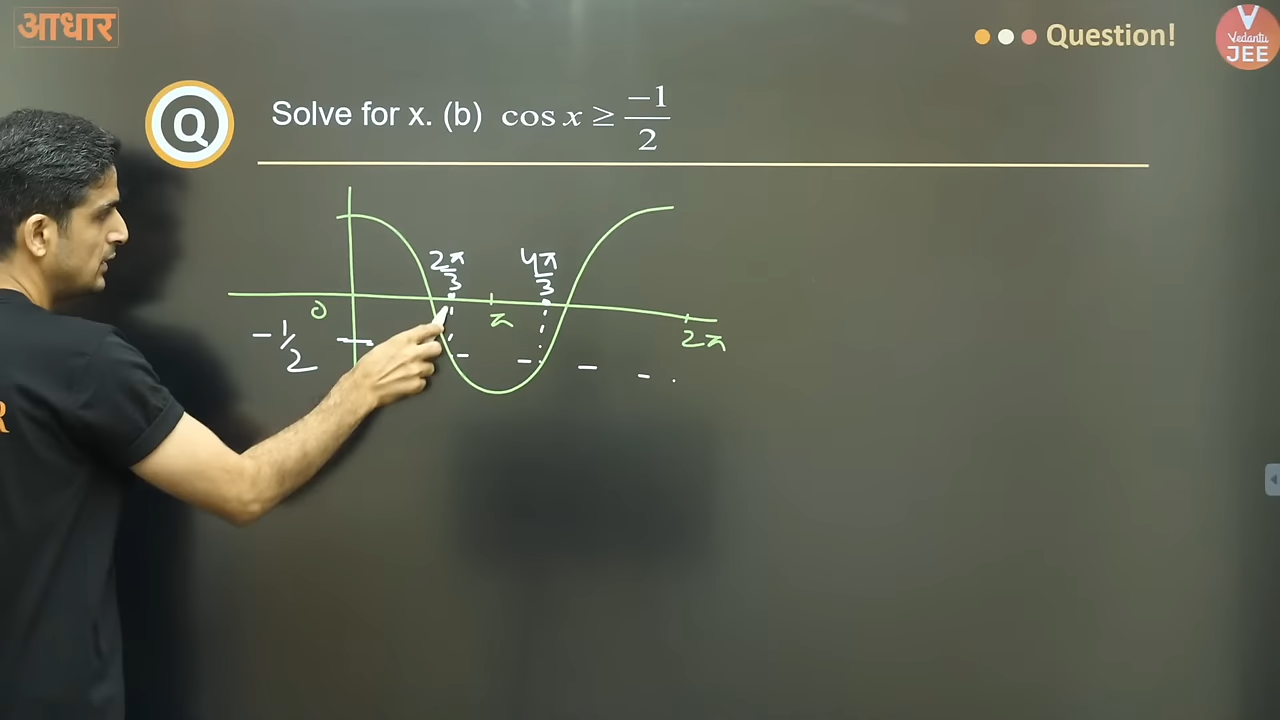 आधार
Question!
Vedantu
JEE
Q
Solve for x. (b) cos x ≥ -1/2
2π/3
4π/3
0
π
2π
-1/2